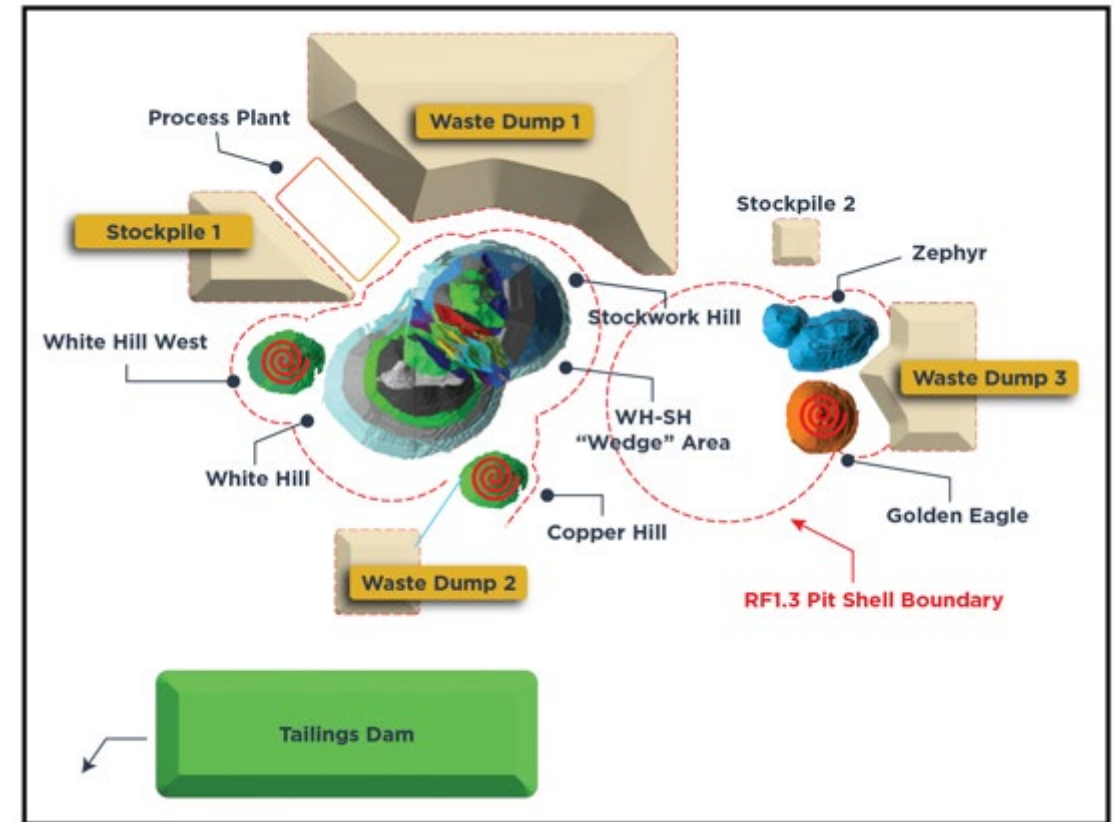 Waste Dump 1
Process Plant
Stockpile 2
Stockpile 1
Zephyr
Stockwork Hill
White Hill West
Waste Dump 3
WH-SH
“Wedge” Area
White Hill
Golden Eagle
Copper Hill
Waste Dump 2
RF1.3 Pit Shell Boundary
Tailings Dam